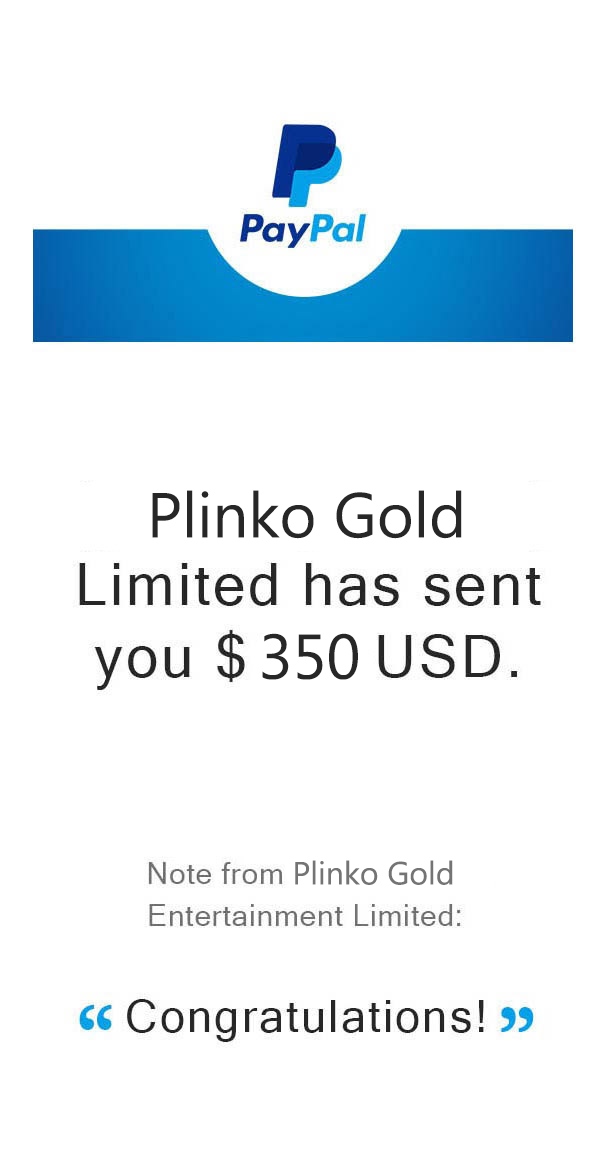 PayPal
Plinko Gold
Limited has sent
you $ 350 USD.
Note from Plinko Gold
Entertainment Limited:
“ Congratulations! ”